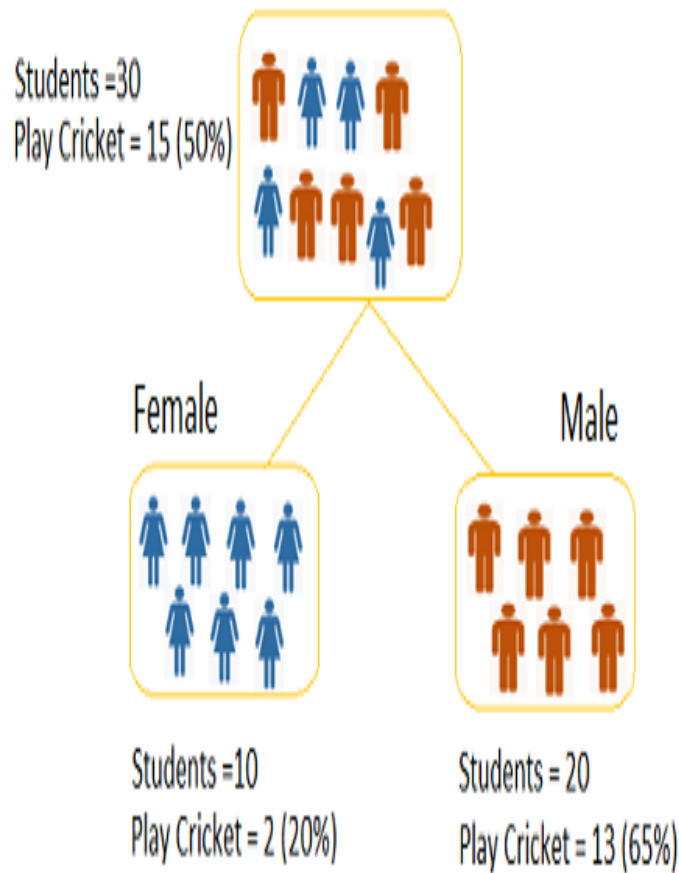 Students =30
Play Cricket = 15 (50%)
Female
Male
Students =10
Play Cricket = 2 (20%)
Students = 20
Play Cricket = 13 (65%)